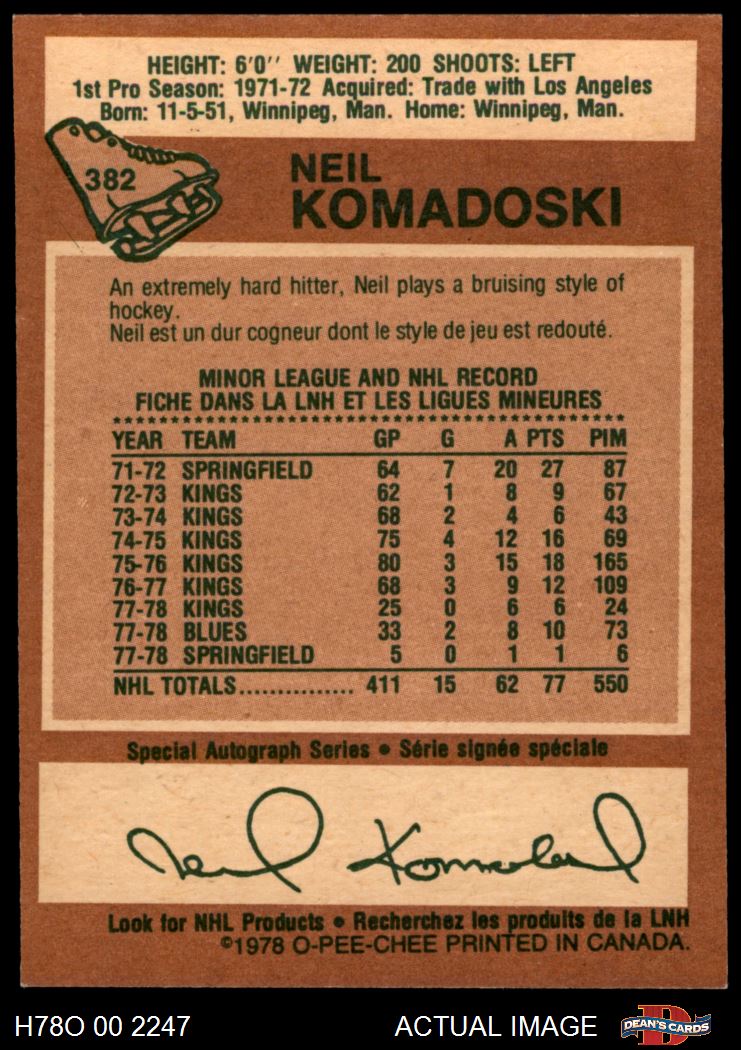 HEIGHT: 6'0'' WEIGHT: 200 SHOOTS: LEFT
1st Pro Season: 1971-72 Acquired: Trade with Los Angeles
Born: 11-5-51, Winnipeg, Man. Home: Winnipeg, Man.
382
NEIL
KOMADOSKI
An extremely hard hitter, Neil plays a bruising style of
hockey.
Neil est un dur cogneur dont le style de jeu est redouté.
MINOR LEAGUE AND NHL RECORD
FICHE DANS LA LNH ET LES LIGUES MINEURES
YEAR TEAM GP G A PTS PIM
71-72 SPRINGFIELD 64 7 20 27 87
72-73 KINGS 62 1 8 9 67
73-74 KINGS 68 2 4 6 43
74-75 KINGS 75 4 12 16 69
75-76 KINGS 80 3 15 18 165
76-77 KINGS 68 3 9 12 109
77-78 KINGS 25 0 6 6 24
77-78 BLUES 33 2 8 10 73
77-78 SPRINGFIELD 5 0 1 1 6
NHL TOTALS................ 411 15 62 77 550
Special Autograph Series • Série signée spéciale
Neil Komadoski
Look for NHL Products • Recherchez les produits de la LNH
©1978 O-PEE-CHEE PRINTED IN CANADA.
H78O 00 2247 ACTUAL IMAGE D DEAN'S CARDS